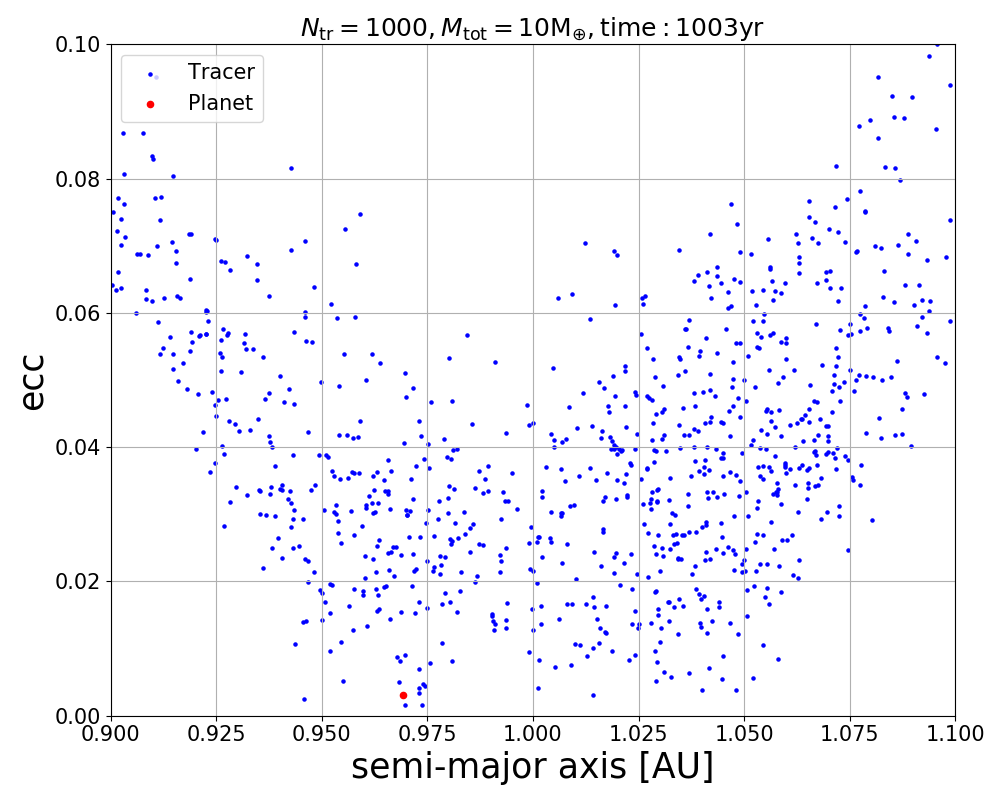 N_tr = 1000, M_tot = 10M_⊕, time : 1003yr
Tracer
Planet
0.10
0.08
0.06
0.04
0.02
0.00
ecc
0.900 0.925 0.950 0.975 1.000 1.025 1.050 1.075 1.100
semi-major axis [AU]